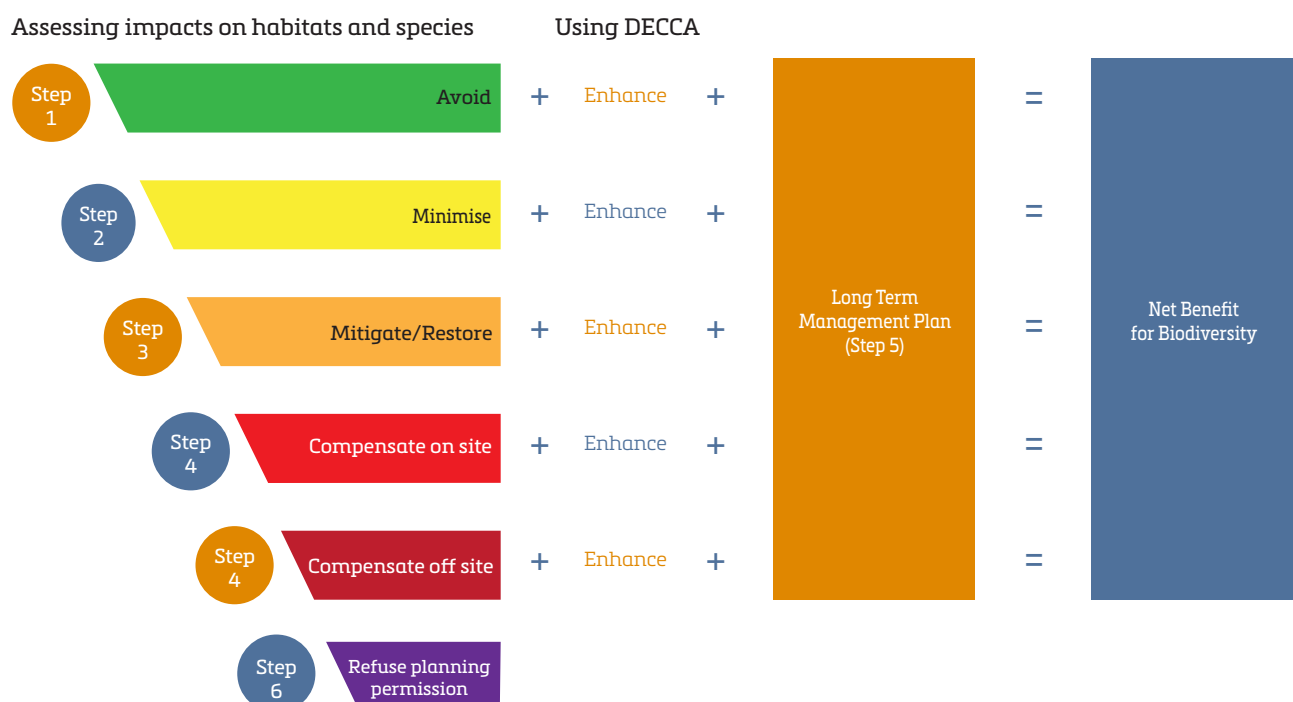 Assessing impacts on habitats and species
Using DECCA
Step
1
Avoid
+ Enhance + =
Step
2
Minimise
+ Enhance + =
Step
3
Mitigate/Restore
+ Enhance + =
Long Term
Management Plan
(Step 5)
Net Benefit
for Biodiversity
Step
4
Compensate on site
+ Enhance + =
Step
4
Compensate off site
+ Enhance + =
Step
6
Refuse planning
permission